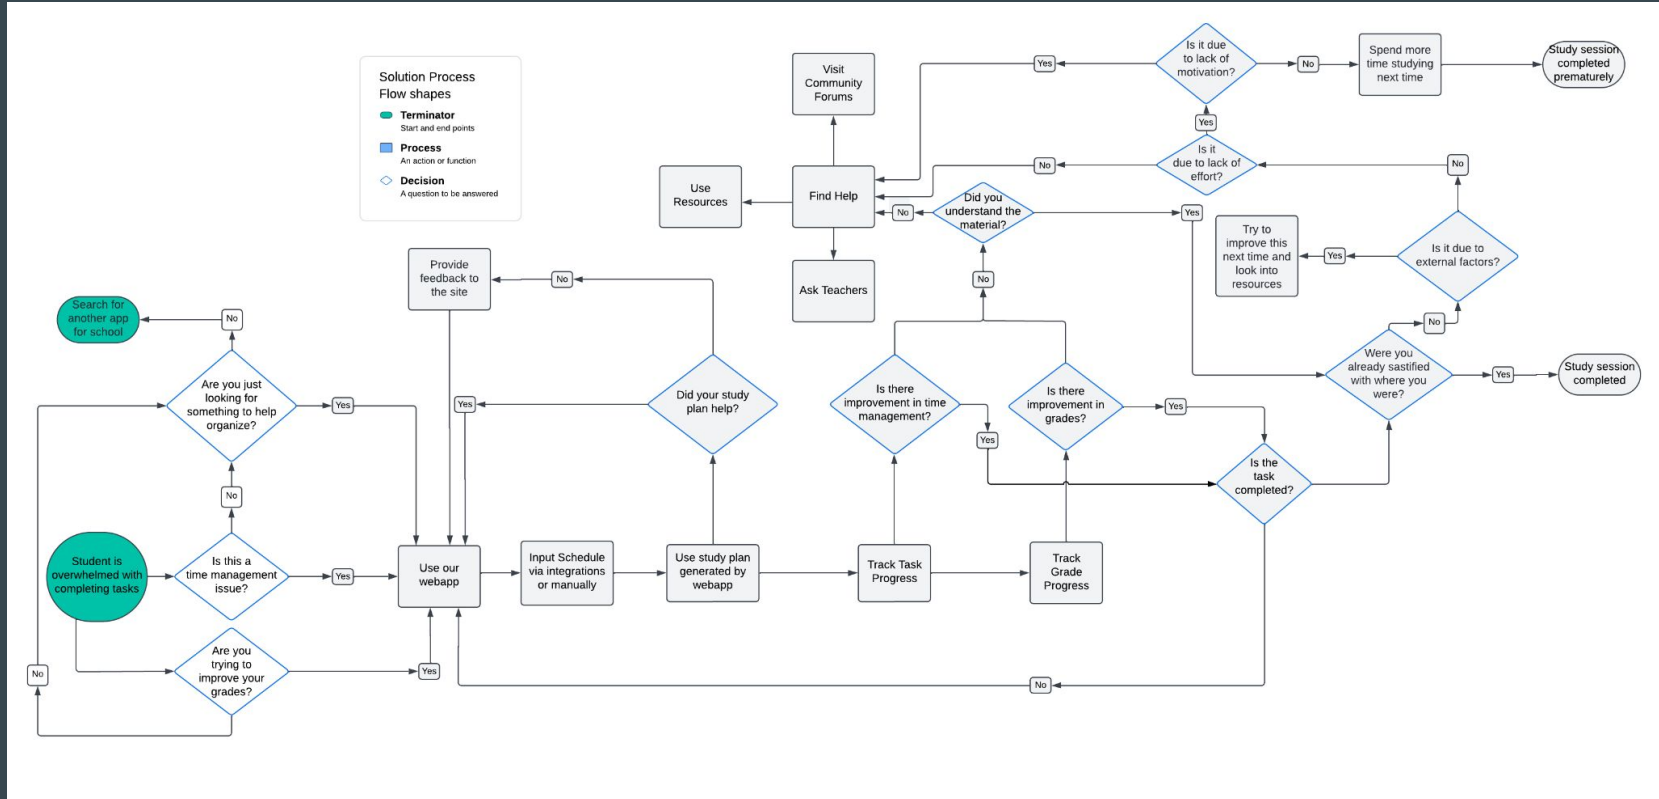 Solution Process
Flow shapes
Terminator
Start and end points
Process
An action or function
Decision
A question to be answered
Visit
Community
Forums
Yes
Is it due
to lack of
motivation?
No
Spend more
time studying
next time
Study session
completed
prematurely
Yes
Use
Resources
Find Help
No
Is it
due to lack of
effort?
No
No
Did you
understand the
material?
Yes
Try to
improve this
next time and
look into
resources
Yes
Is it due to
external factors?
Ask Teachers
Provide
feedback to
the site
No
No
Search for
another app
for school
No
No
Were you
already sastified
with where you
were?
Yes
Study session
completed
Are you just
looking for
something to help
organize?
Yes
Yes
Did your study
plan help?
Is there
improvement in time
management?
Yes
Is there
improvement in
grades?
Yes
Is the
task
completed?
No
Student is
overwhelmed with
completing tasks
Is this a
time management
issue?
Yes
Use our
webapp
Input Schedule
via integrations
or manually
Use study plan
generated by
webapp
Track Task
Progress
Track
Grade
Progress
No
Are you
trying to
improve your
grades?
Yes
No